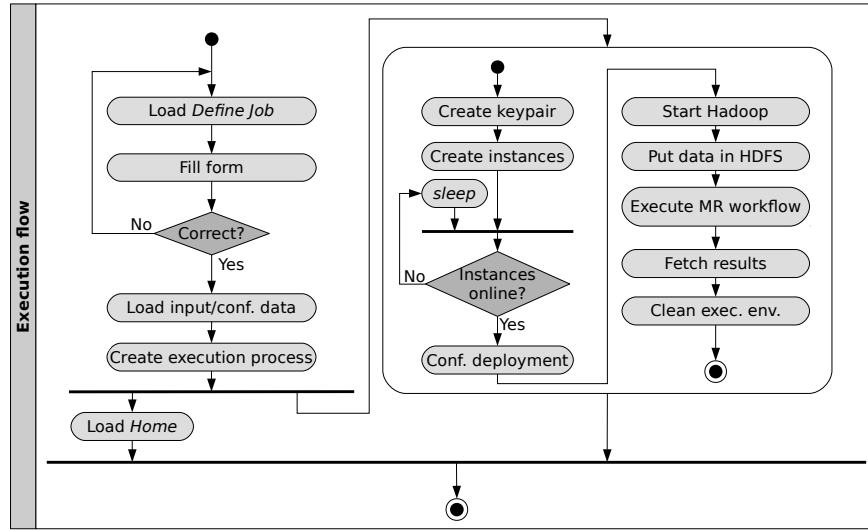 Execution flow
Load Define Job
Fill form
No
Correct?
Yes
Load input/conf. data
Create execution process
Load Home
Create keypair
Create instances
sleep
No
Instances
online?
Yes
Conf. deployment
Start Hadoop
Put data in HDFS
Execute MR workflow
Fetch results
Clean exec. env.